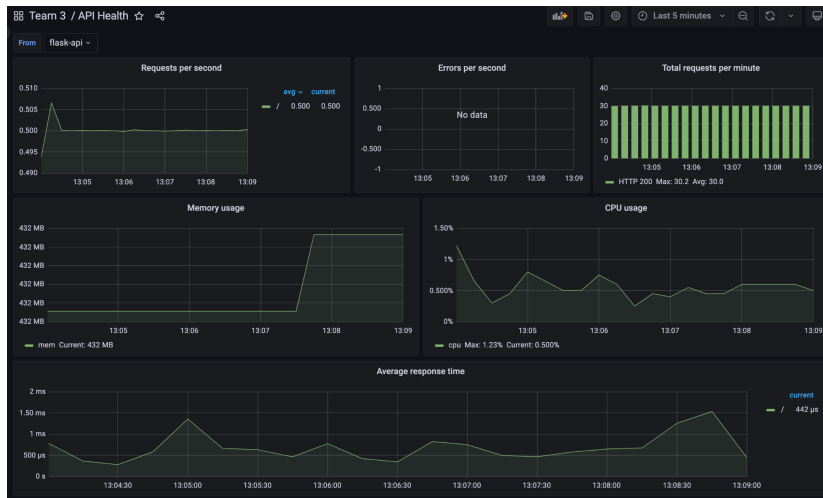 Team 3 / API Health
Last 5 minutes
From flask-api
Requests per second
0.510
0.505
0.500
0.495
0.490
13:05 13:06 13:07 13:08 13:09
avg current
/ 0.500 0.500
Errors per second
1
0.500
0
-0.500
-1
No data
13:05 13:06 13:07 13:08 13:09
Total requests per minute
40
30
20
10
0
13:05 13:06 13:07 13:08 13:09
HTTP 200 Max: 30.2 Avg: 30.0
Memory usage
432 MB
432 MB
432 MB
432 MB
432 MB
432 MB
13:05 13:06 13:07 13:08 13:09
mem Current: 432 MB
CPU usage
1.50%
1%
0.500%
0%
13:05 13:06 13:07 13:08 13:09
cpu Max: 1.23% Current: 0.500%
Average response time
2 ms
1.50 ms
1 ms
500 µs
0 s
13:04:30 13:05:00 13:05:30 13:06:00 13:06:30 13:07:00 13:07:30 13:08:00 13:08:30 13:09:00
current
/ 442 µs